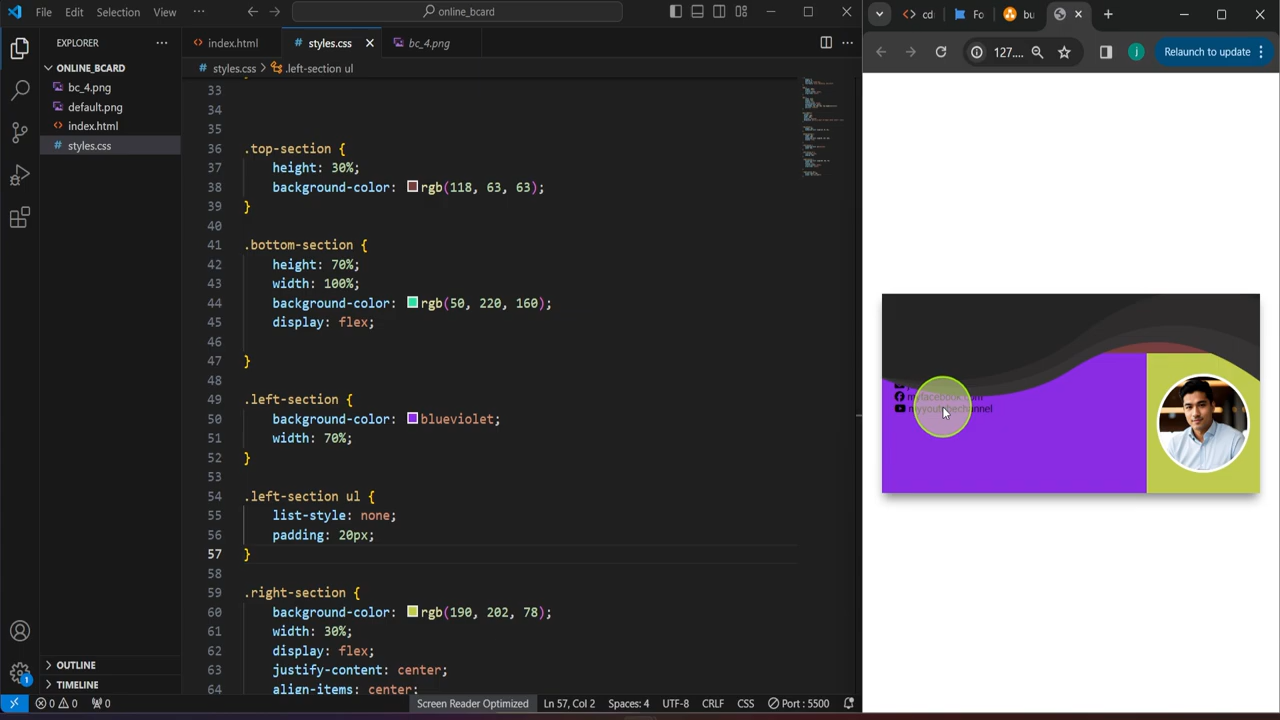 File Edit Selection View ··· online_bcard
EXPLORER ···
index.html styles.css bc_4.png
ONLINE_BCARD
bc_4.png
default.png
index.html
styles.css
OUTLINE
TIMELINE
styles.css > .left-section ul
33
34
35
36 .top-section {
37 height: 30%;
38 background-color: rgb(118, 63, 63);
39 }
40
41 .bottom-section {
42 height: 70%;
43 width: 100%;
44 background-color: rgb(50, 220, 160);
45 display: flex;
46
47 }
48
49 .left-section {
50 background-color: blueviolet;
51 width: 70%;
52 }
53
54 .left-section ul {
55 list-style: none;
56 padding: 20px;
57 }
58
59 .right-section {
60 background-color: rgb(190, 202, 78);
61 width: 30%;
62 display: flex;
63 justify-content: center;
64 align-items: center;
0 0 0 Screen Reader Optimized Ln 57, Col 2 Spaces: 4 UTF-8 CRLF CSS Port : 5500
Fo bu
127.... j Relaunch to update
myfacebook.com
myyoutubechannel